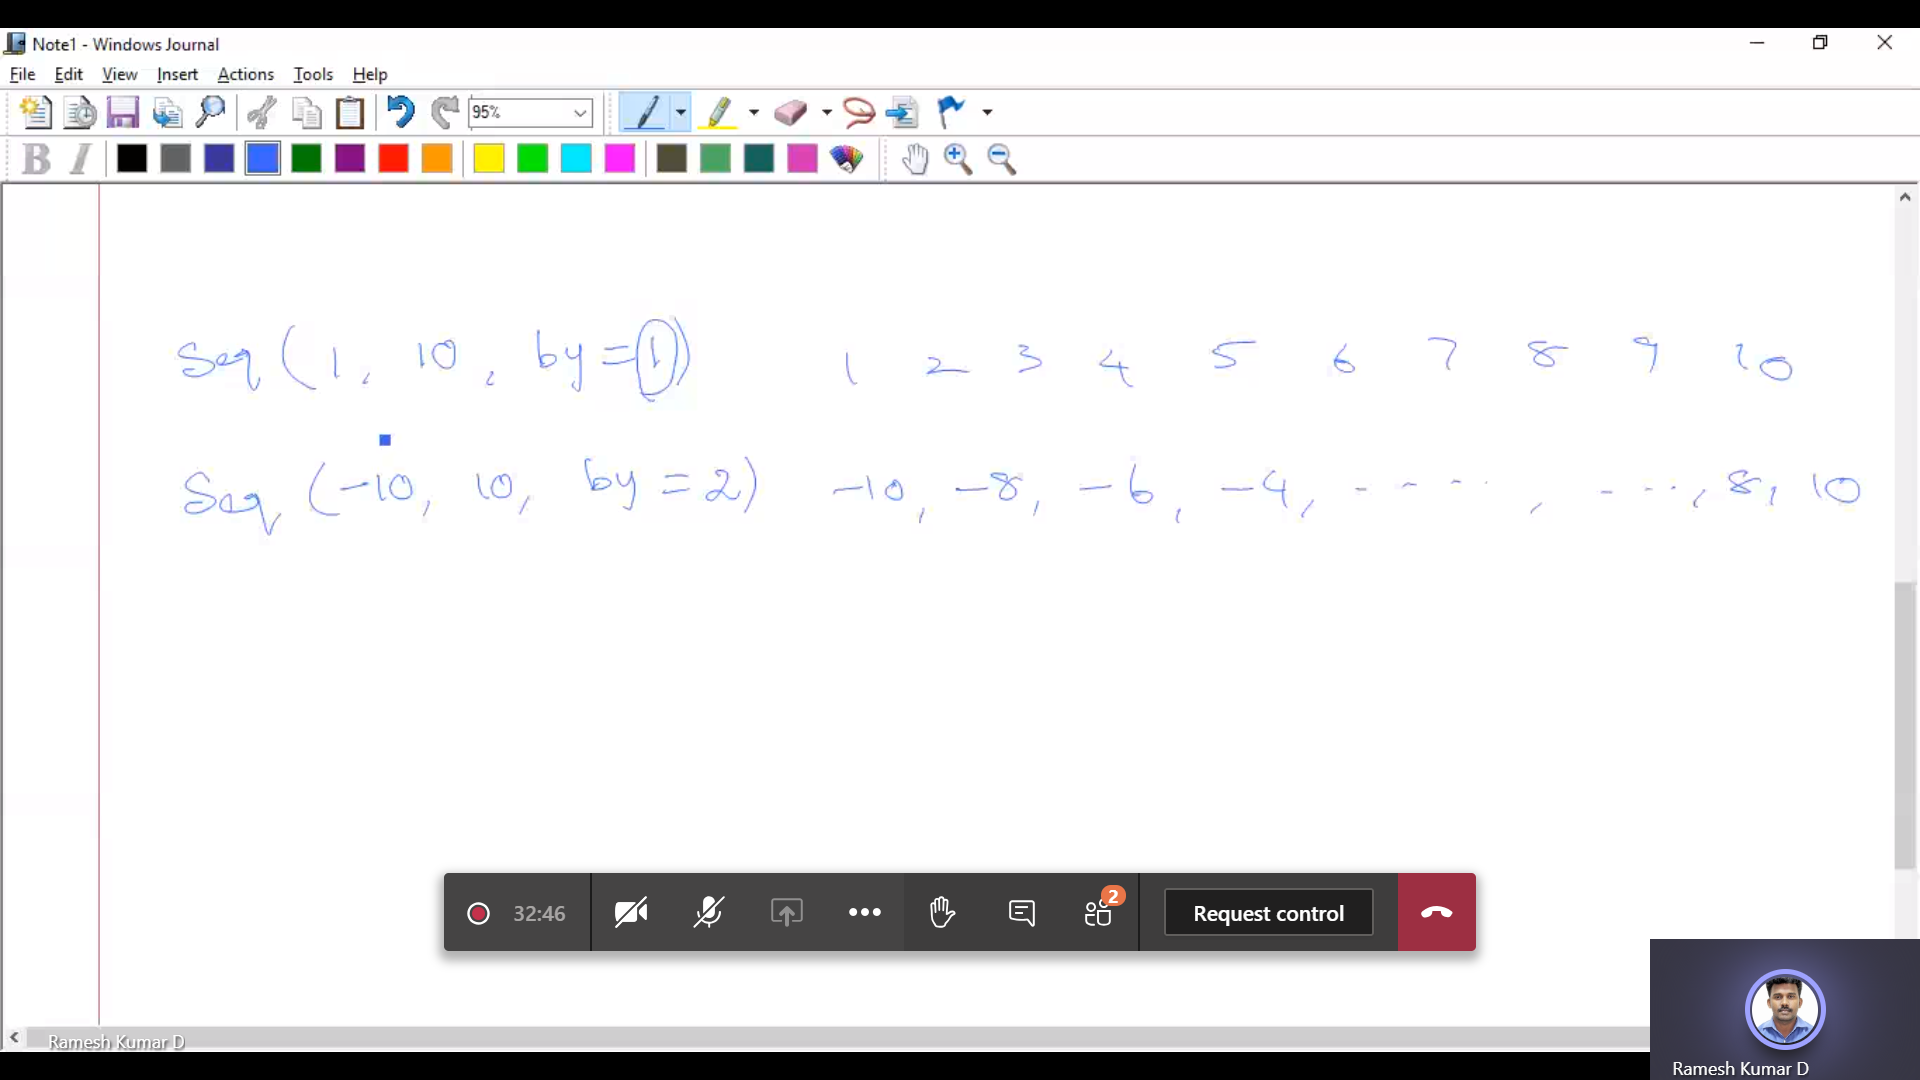 Note1 - Windows Journal
File Edit View Insert Actions Tools Help
95%
B I
Seq (1, 10, by = 1) 1 2 3 4 5 6 7 8 9 10
Seq (-10, 10, by = 2) -10, -8, -6, -4, - - - - -, - - - -, 8, 10
32:46
2
Request control
Ramesh Kumar D
Ramesh Kumar D